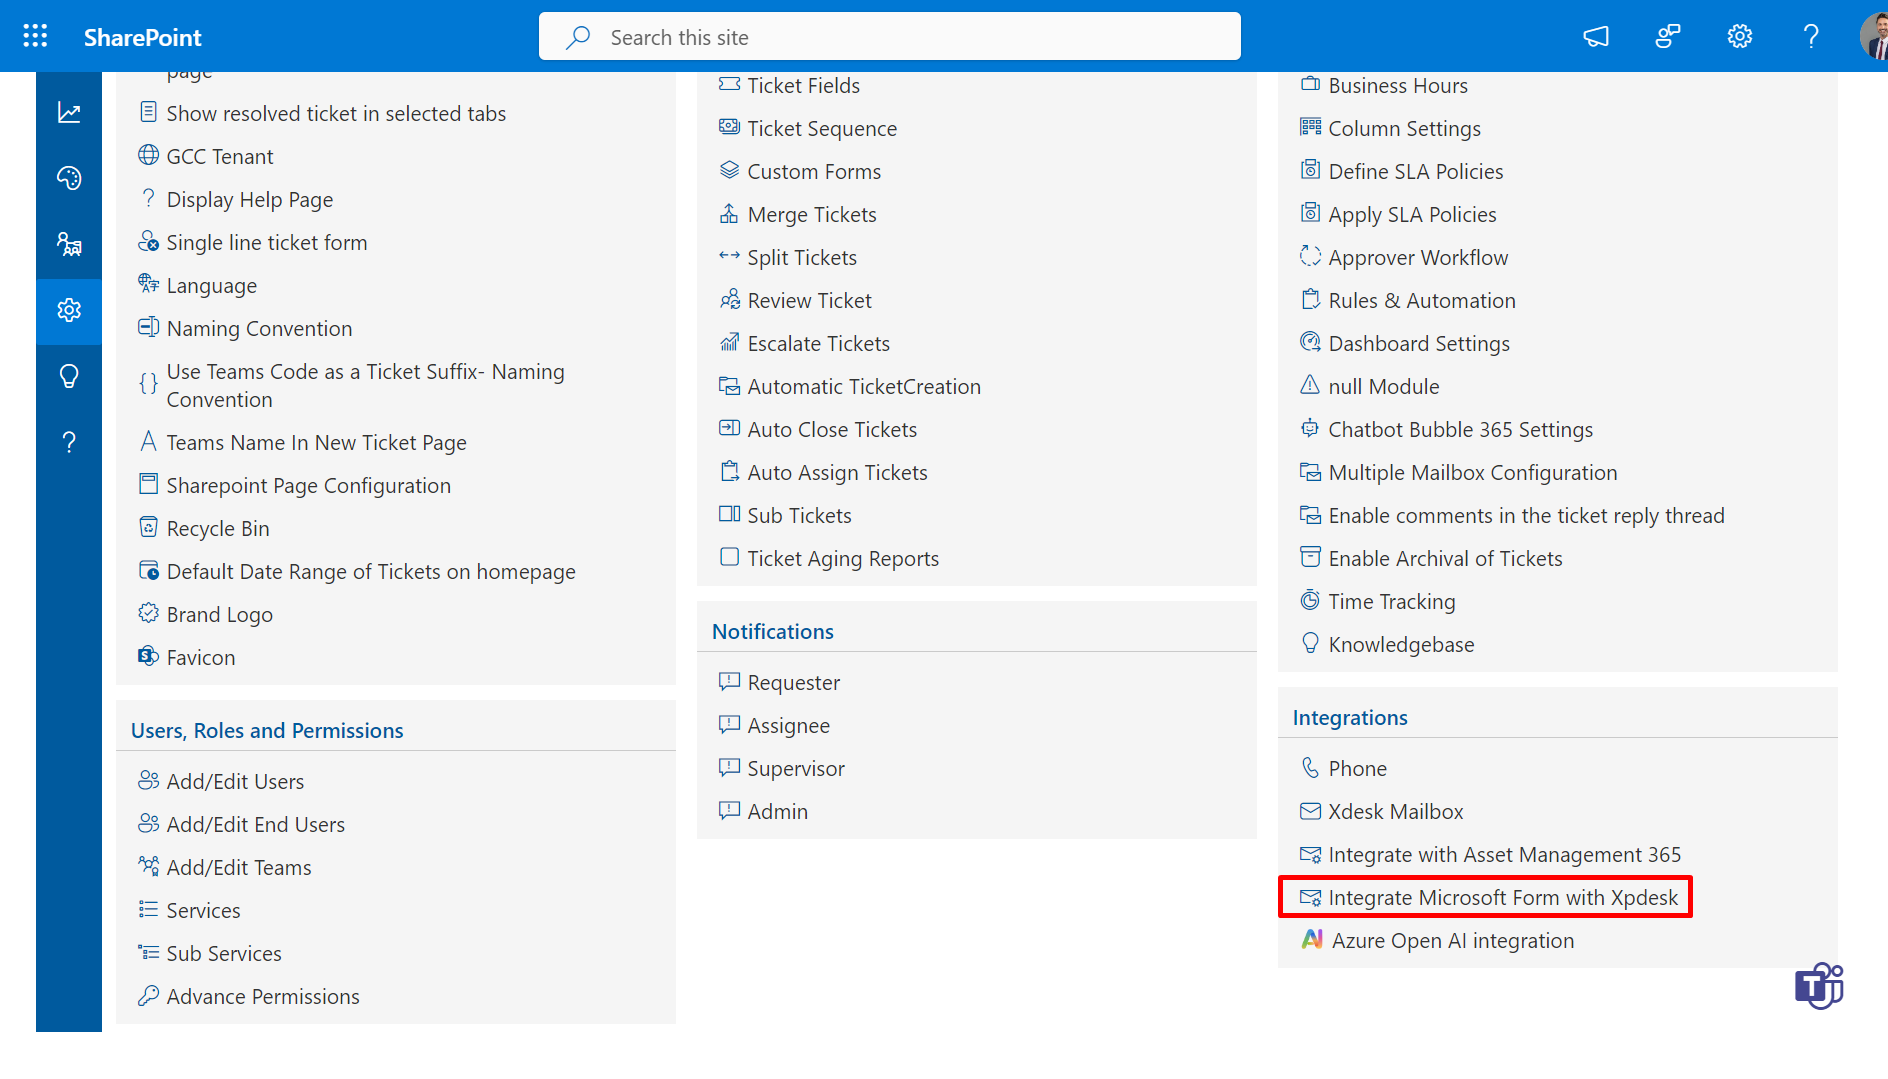 SharePoint
Search this site
page
Show resolved ticket in selected tabs
GCC Tenant
Display Help Page
Single line ticket form
Language
Naming Convention
Use Teams Code as a Ticket Suffix- Naming
Convention
Teams Name In New Ticket Page
Sharepoint Page Configuration
Recycle Bin
Default Date Range of Tickets on homepage
Brand Logo
Favicon
Users, Roles and Permissions
Add/Edit Users
Add/Edit End Users
Add/Edit Teams
Services
Sub Services
Advance Permissions
Ticket Fields
Ticket Sequence
Custom Forms
Merge Tickets
Split Tickets
Review Ticket
Escalate Tickets
Automatic TicketCreation
Auto Close Tickets
Auto Assign Tickets
Sub Tickets
Ticket Aging Reports
Notifications
Requester
Assignee
Supervisor
Admin
Business Hours
Column Settings
Define SLA Policies
Apply SLA Policies
Approver Workflow
Rules & Automation
Dashboard Settings
null Module
Chatbot Bubble 365 Settings
Multiple Mailbox Configuration
Enable comments in the ticket reply thread
Enable Archival of Tickets
Time Tracking
Knowledgebase
Integrations
Phone
Xdesk Mailbox
Integrate with Asset Management 365
Integrate Microsoft Form with Xpdesk
AI Azure Open AI integration
T